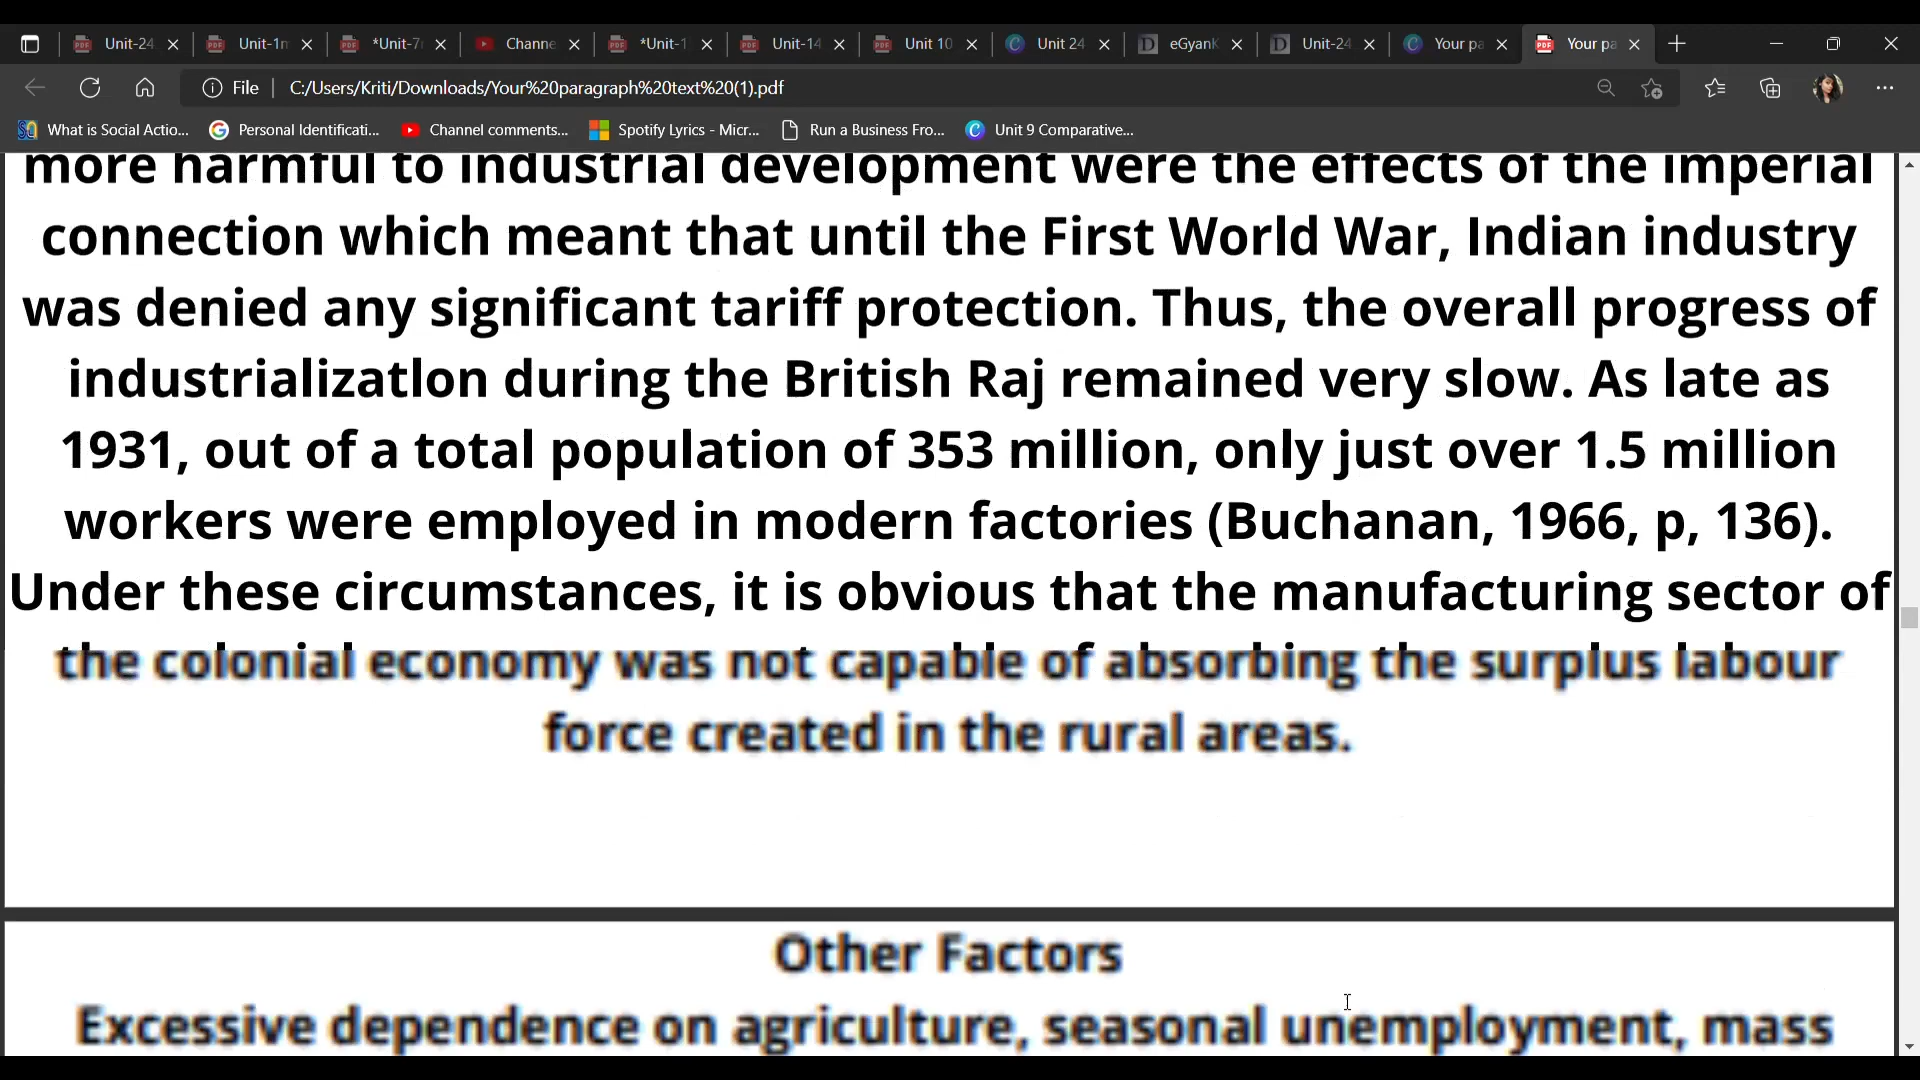 Unit-24
Unit-1m
*Unit-7
Channe
*Unit-1
Unit-14
Unit 10
Unit 24
eGyanK
Unit-24
Your pa
Your pa
File
C:/Users/Kriti/Downloads/Your%20paragraph%20text%20(1).pdf
What is Social Actio...
Personal Identificati...
Channel comments...
Spotify Lyrics - Micr...
Run a Business Fro...
Unit 9 Comparative...
more harmful to industrial development were the effects of the imperial
connection which meant that until the First World War, Indian industry
was denied any significant tariff protection. Thus, the overall progress of
industrializatlon during the British Raj remained very slow. As late as
1931, out of a total population of 353 million, only just over 1.5 million
workers were employed in modern factories (Buchanan, 1966, p, 136).
Under these circumstances, it is obvious that the manufacturing sector of
the colonial economy was not capable of absorbing the surplus labour
force created in the rural areas.
Other Factors
Excessive dependence on agriculture, seasonal unemployment, mass